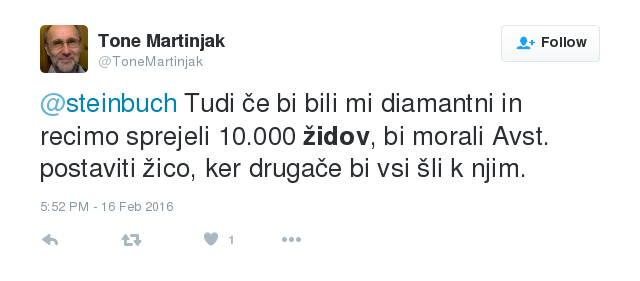 Tone Martinjak
@ToneMartinjak
Follow
@steinbuch Tudi če bi bili mi diamantni in
recimo sprejeli 10.000 židov, bi morali Avst.
postaviti žico, ker drugače bi vsi šli k njim.
5:52 PM - 16 Feb 2016
1